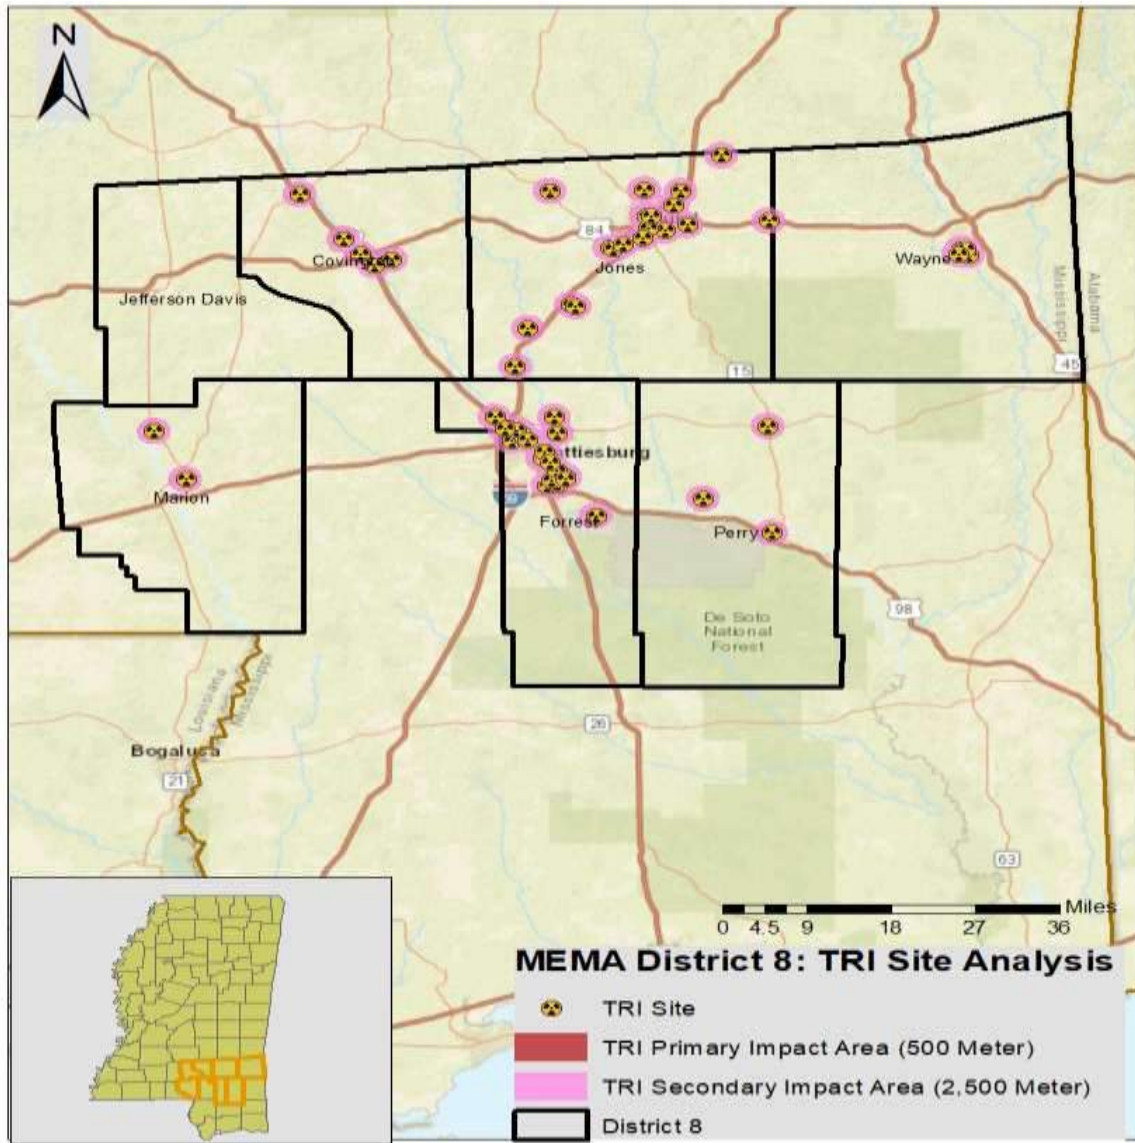 N
84
Covington
Jones
Wayne
Jefferson Davis
Mississippi
Alabama
15
45
ttiesburg
Marion
Forrest
Perry
De Soto
National
Forest
98
Louisiana
Mississippi
26
Bogalusa
21
63
Miles
0 4.5 9 18 27 36
MEMA District 8: TRI Site Analysis
TRI Site
TRI Primary Impact Area (500 Meter)
TRI Secondary Impact Area (2,500 Meter)
District 8